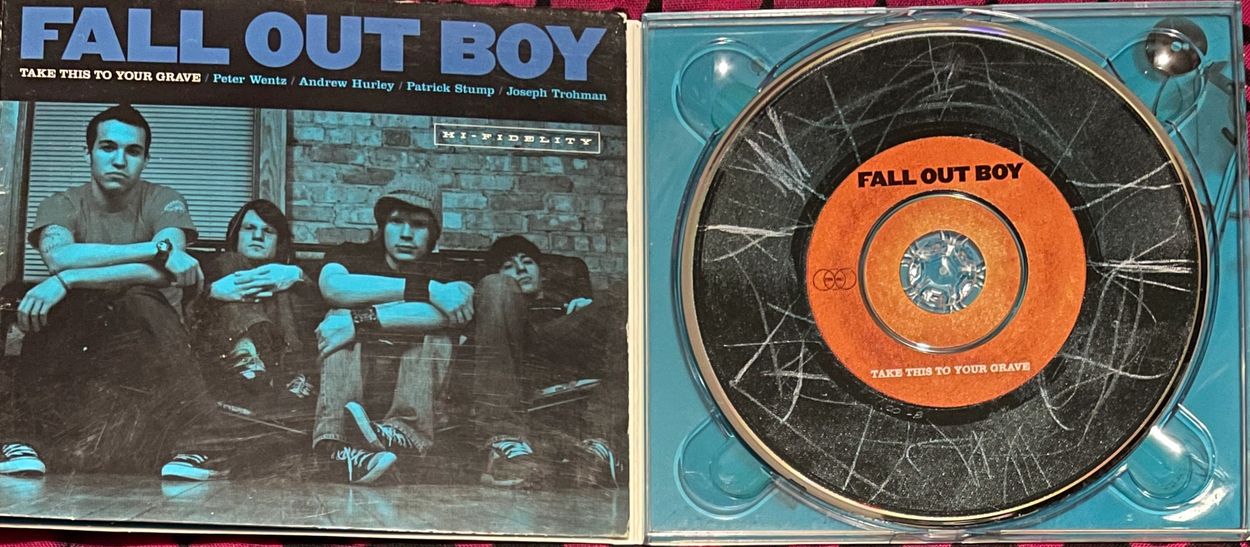 FALL OUT BOY
TAKE THIS TO YOUR GRAVE / Peter Wentz / Andrew Hurley / Patrick Stump / Joseph Trohman
HI-FIDELITY
FALL OUT BOY
TAKE THIS TO YOUR GRAVE